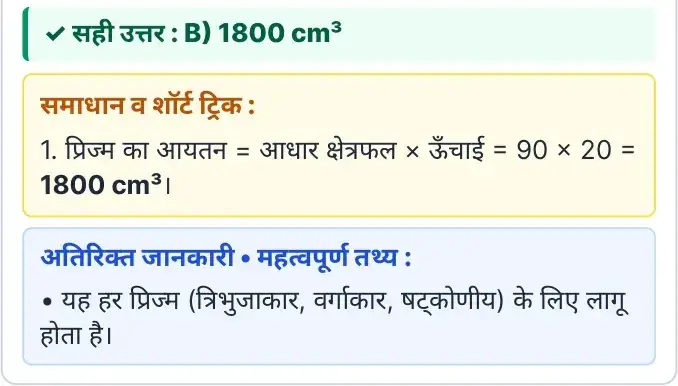 ✓ सही उत्तर : B) 1800 cm³
समाधान व शॉर्ट ट्रिक :
1. प्रिज्म का आयतन = आधार क्षेत्रफल × ऊँचाई = 90 × 20 =
1800 cm³।
अतिरिक्त जानकारी • महत्वपूर्ण तथ्य :
• यह हर प्रिज्म (त्रिभुजाकार, वर्गाकार, षट्कोणीय) के लिए लागू
होता है।